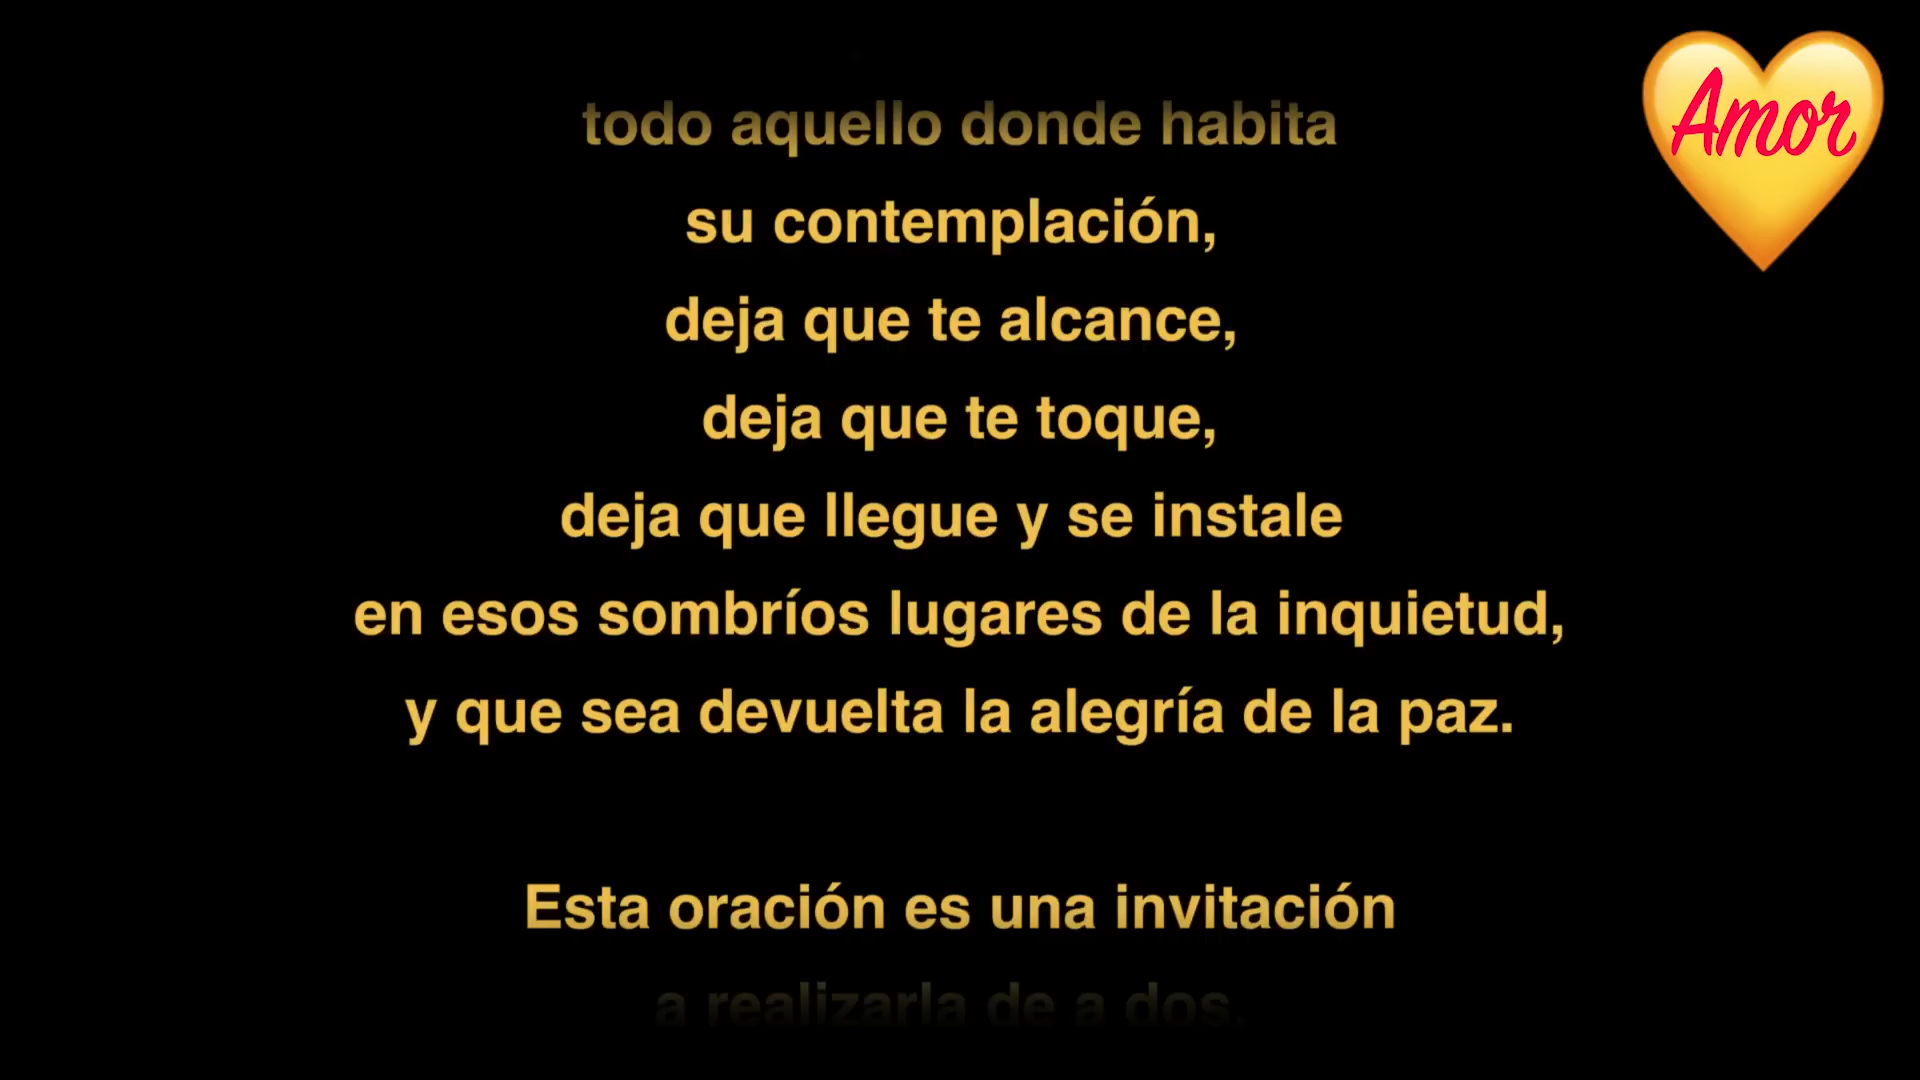 Amor
todo aquello donde habita
su contemplación,
deja que te alcance,
deja que te toque,
deja que llegue y se instale
en esos sombríos lugares de la inquietud,
y que sea devuelta la alegría de la paz.
Esta oración es una invitación
a realizarla de a dos.